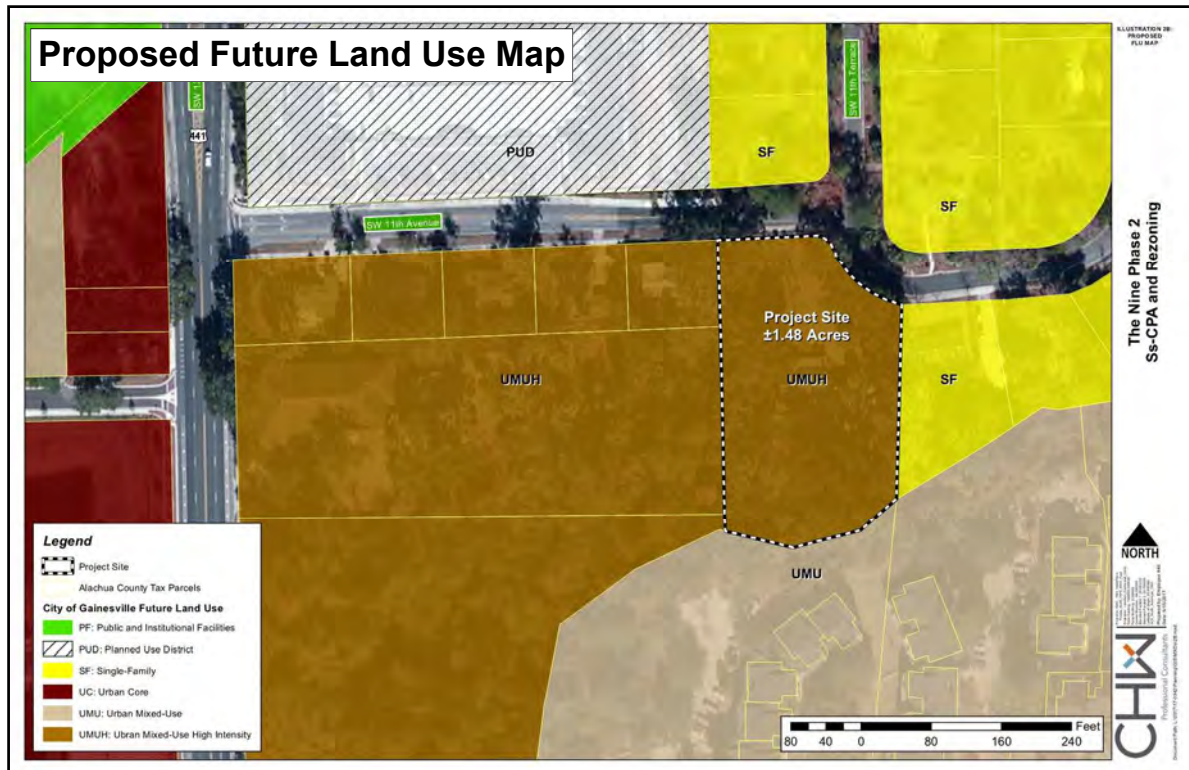 Proposed Future Land Use Map
ILLUSTRATION 2B:
PROPOSED
FLU MAP
441
PUD
SF
SW 11th Terrace
SF
SW 11th Avenue
Project Site
±1.48 Acres
UMUH
UMUH
SF
UMU
The Nine Phase 2
Ss-CPA and Rezoning
Legend
Project Site
Alachua County Tax Parcels
City of Gainesville Future Land Use
PF: Public and Institutional Facilities
PUD: Planned Use District
SF: Single-Family
UC: Urban Core
UMU: Urban Mixed-Use
UMUH: Ubran Mixed-Use High Intensity
NORTH
CHW
Professional Consultants
Feet
80 40 0 80 160 240